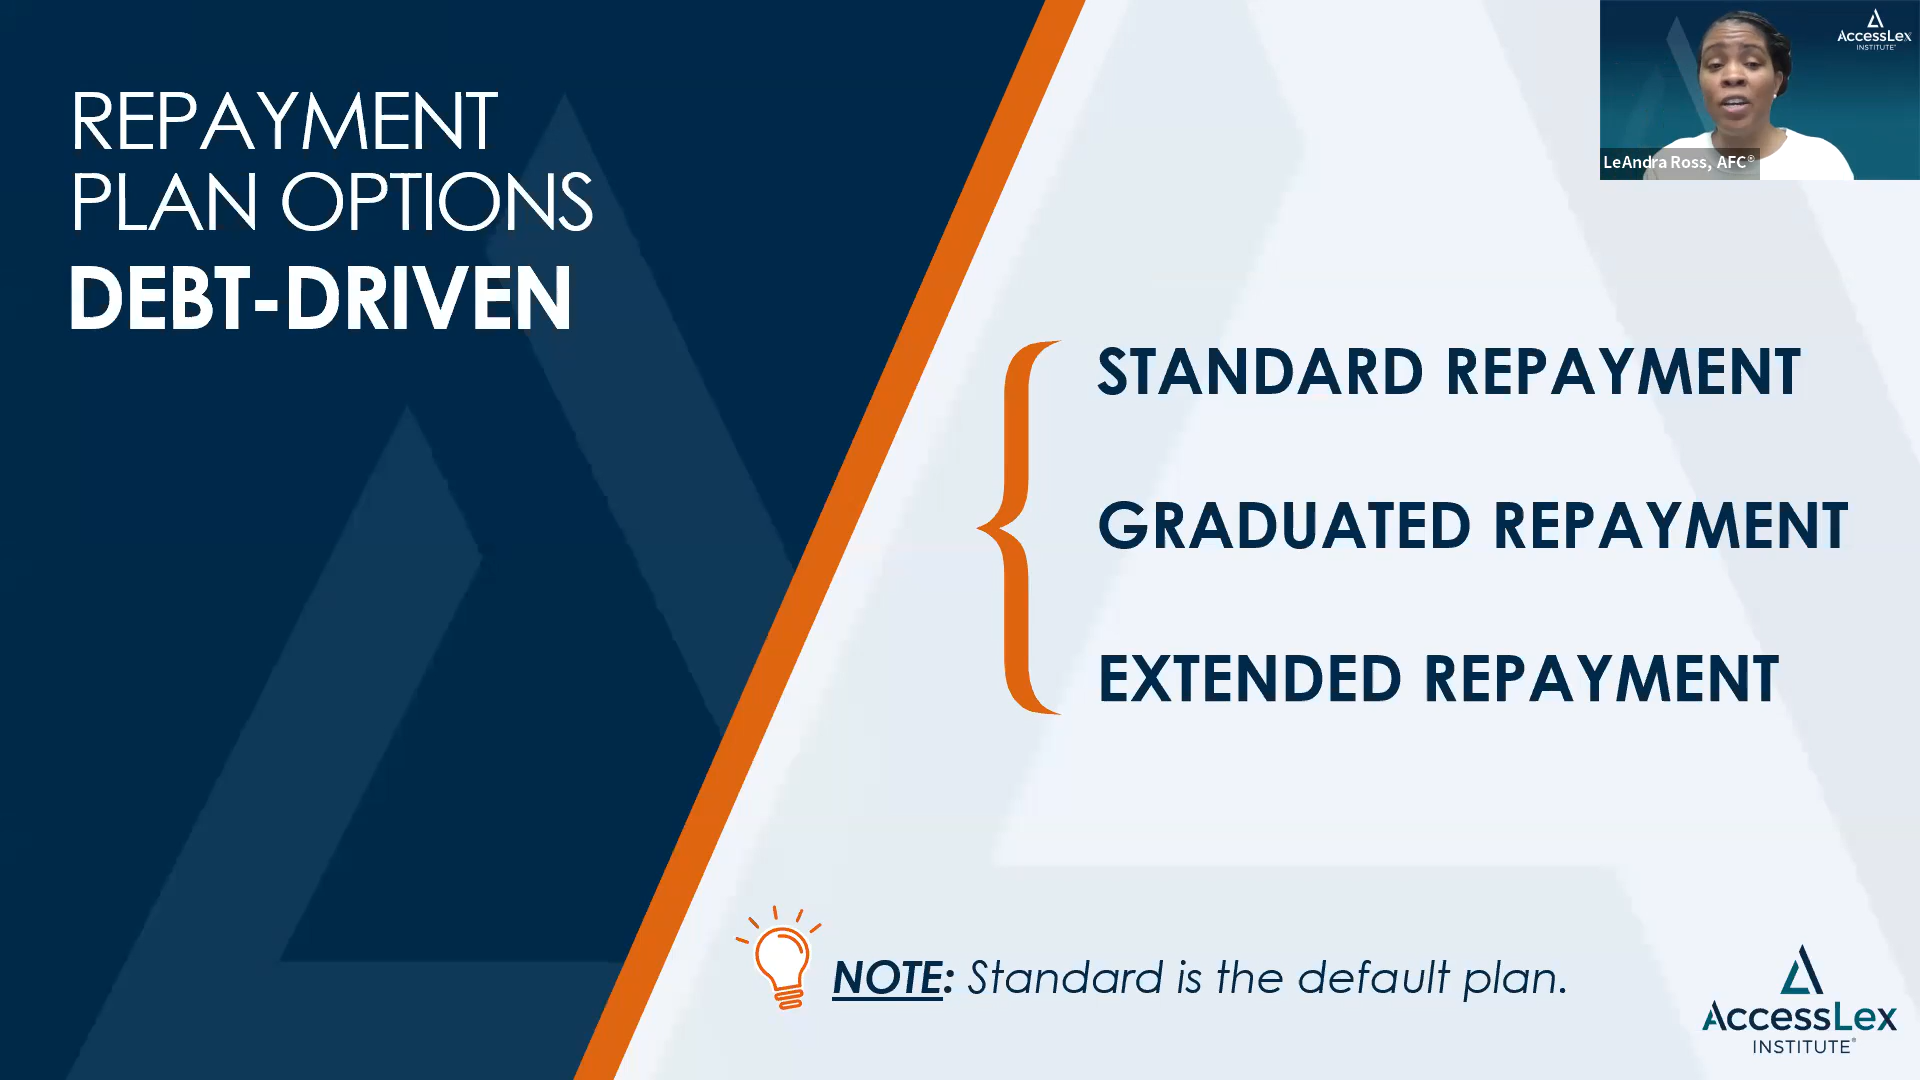 REPAYMENT
PLAN OPTIONS
DEBT-DRIVEN
AccessLex
INSTITUTE®
LeAndra Ross, AFC®
STANDARD REPAYMENT
GRADUATED REPAYMENT
EXTENDED REPAYMENT
NOTE: Standard is the default plan.
AccessLex
INSTITUTE®